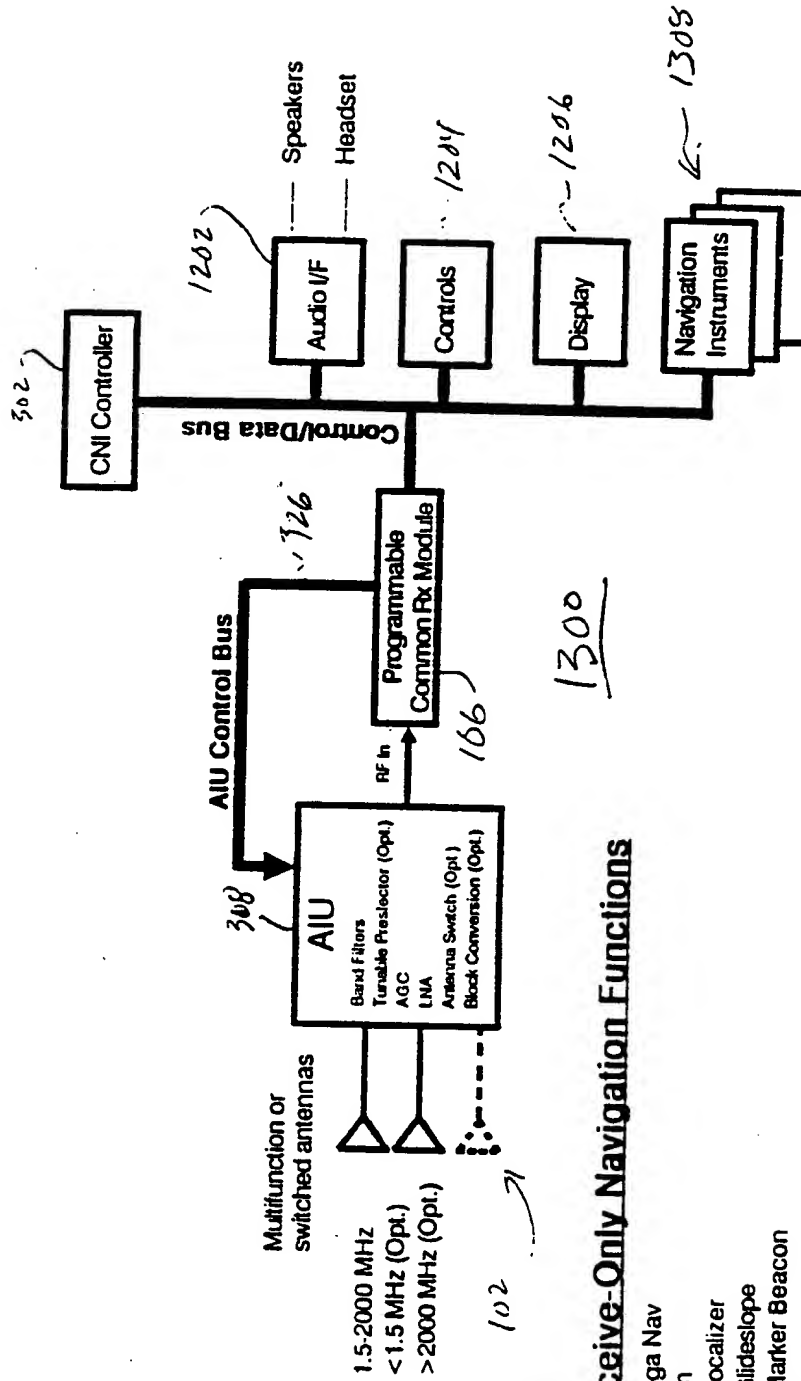 302
CNI Controller
1202
Audio I/F
Speakers
Headset
Controls
1204
Display
1206
Navigation
Instruments
1308
Control/Data Bus
AIU Control Bus
326
Programmable
Common Rx Module
106
RF In
308
AIU
Band Filters
Tunable Preslector (Opt.)
AGC
LNA
Antenna Switch (Opt)
Block Conversion (Opt.)
Multifunction or
switched antennas
1.5-2000 MHz
<1.5 MHz (Opt.)
>2000 MHz (Opt.)
102
1300
ceive-Only Navigation Functions
ga Nav
n
ocalizer
lideslope
arker Beacon